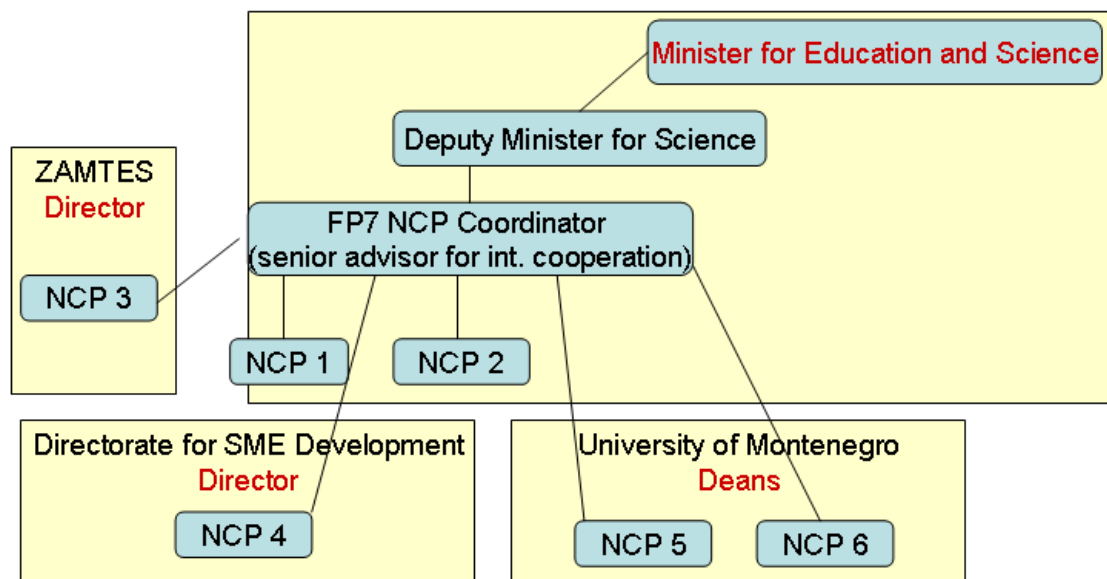 Minister for Education and Science
Deputy Minister for Science
ZAMTES
Director
FP7 NCP Coordinator
(senior advisor for int. cooperation)
NCP 3
NCP 1
NCP 2
Directorate for SME Development
Director
NCP 4
University of Montenegro
Deans
NCP 5
NCP 6